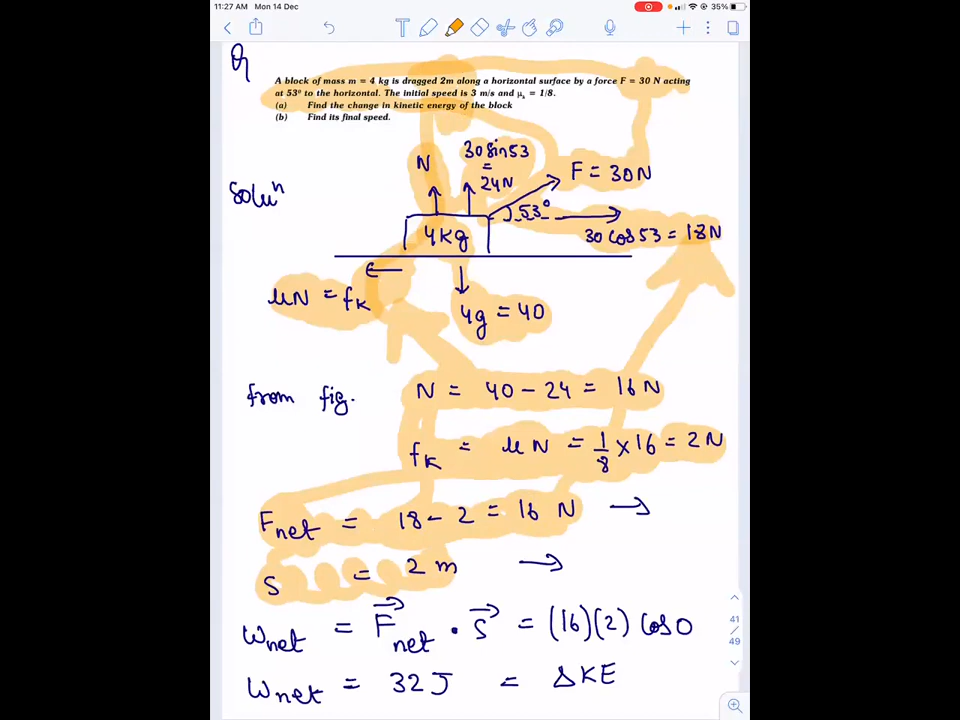 11:27 AM Mon 14 Dec
35%
Q
A block of mass m = 4 kg is dragged 2m along a horizontal surface by a force F = 30 N acting
at 53° to the horizontal. The initial speed is 3 m/s and μk = 1/8.
(a) Find the change in kinetic energy of the block
(b) Find its final speed.
Soluⁿ
N
30 sin53
=
24N
F = 30N
53°
4kg
30 cos53 = 18N
μN = fK
4g = 40
from fig.
N = 40 - 24 = 16 N
fK = μN = 1/8 × 16 = 2 N
Fnet = 18 - 2 = 16 N →
S = 2 m →
Wnet = F⃗net • S⃗ = (16)(2) cos0
Wnet = 32J = ΔKE
41
/
49